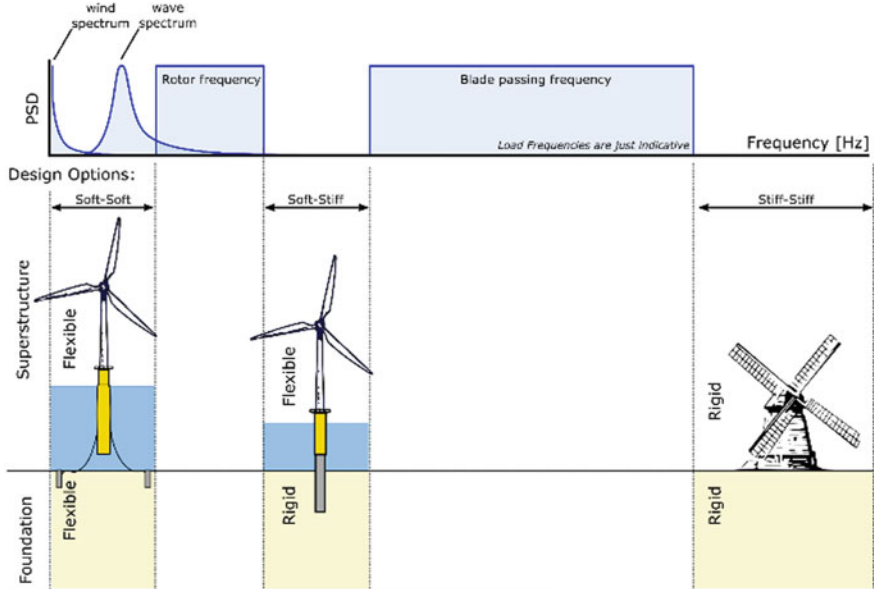 wind
spectrum
wave
spectrum
PSD
Rotor frequency
Blade passing frequency
Load Frequencies are just indicative
Frequency [Hz]
Design Options:
Soft-Soft
Soft-Stiff
Stiff-Stiff
Superstructure
Flexible
Flexible
Rigid
Foundation
Flexible
Rigid
Rigid